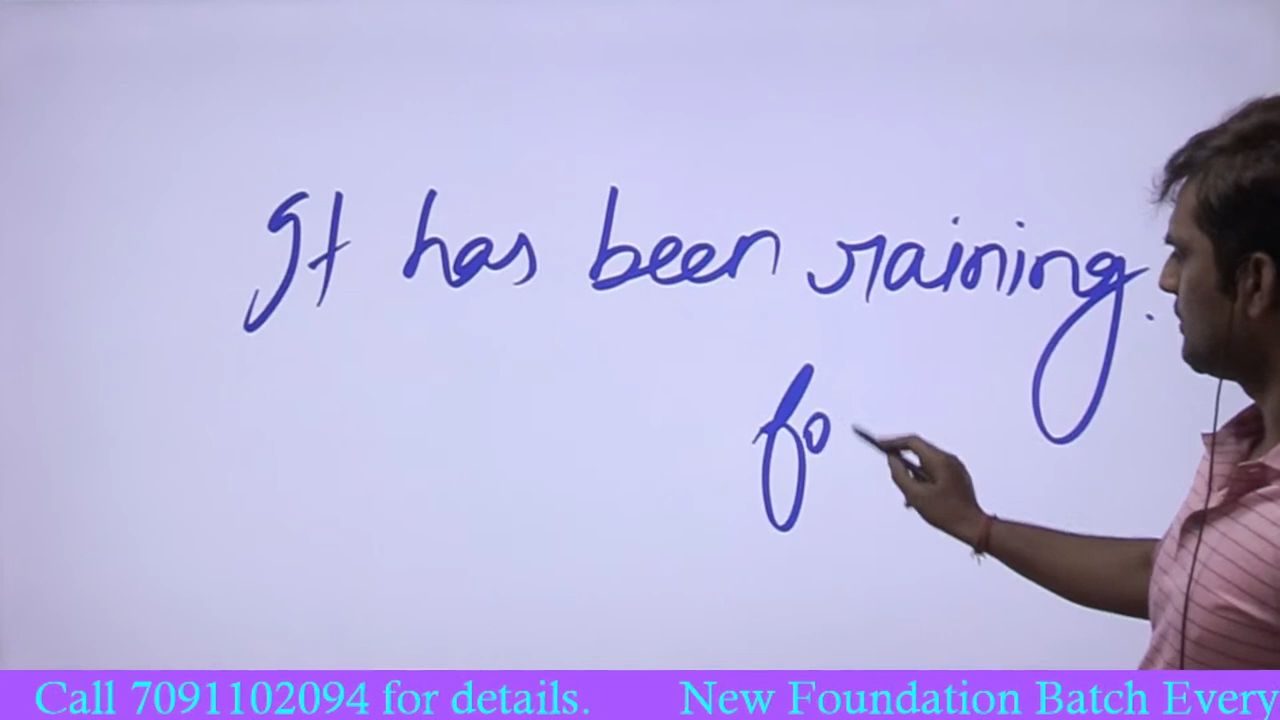 It has been raining.
fo
Call 7091102094 for details. New Foundation Batch Every